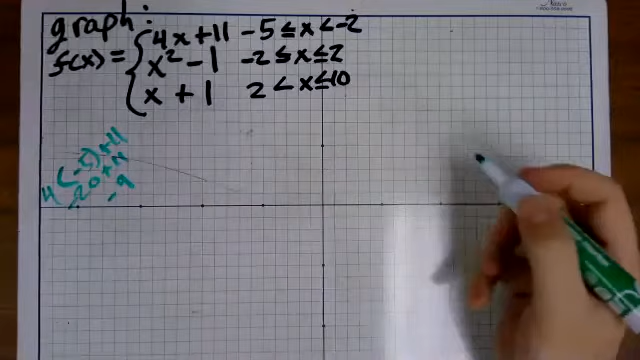 graph:
f(x) = { 4x+11 -5 ≤ x < -2
x² - 1 -2 ≤ x ≤ 2
x + 1 2 < x ≤ 10
4(-5)+11
-20+11
-9